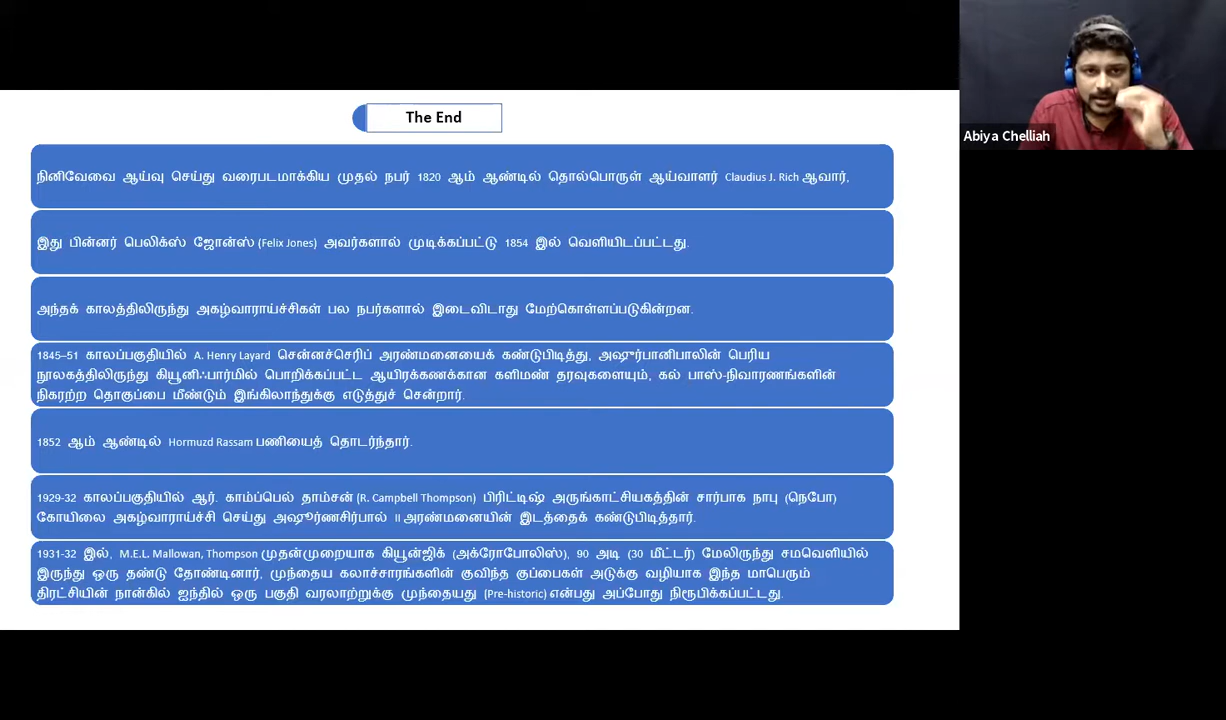 The End
நினிவேவை ஆய்வு செய்து வரைபடமாக்கிய முதல் நபர் 1820 ஆம் ஆண்டில் தொல்பொருள் ஆய்வாளர் Claudius J. Rich ஆவார்,
இது பின்னர் பெலிக்ஸ் ஜோன்ஸ் (Felix Jones) அவர்களால் முடிக்கப்பட்டு 1854 இல் வெளியிடப்பட்டது.
அந்தக் காலத்திலிருந்து அகழ்வாராய்ச்சிகள் பல நபர்களால் இடைவிடாது மேற்கொள்ளப்படுகின்றன.
1845–51 காலப்பகுதியில் A. Henry Layard சென்னச்செரிப் அரண்மனையைக் கண்டுபிடித்து, அஷுர்பானிபாலின் பெரிய
நூலகத்திலிருந்து கியூனிஃபார்மில் பொறிக்கப்பட்ட ஆயிரக்கணக்கான களிமண் தரவுகளையும், கல் பாஸ்-நிவாரணங்களின்
நிகரற்ற தொகுப்பை மீண்டும் இங்கிலாந்துக்கு எடுத்துச் சென்றார்.
1852 ஆம் ஆண்டில் Hormuzd Rassam பணியைத் தொடர்ந்தார்.
1929-32 காலப்பகுதியில் ஆர். காம்ப்பெல் தாம்சன் (R. Campbell Thompson) பிரிட்டிஷ் அருங்காட்சியகத்தின் சார்பாக நாபு (நெபோ)
கோயிலை அகழ்வாராய்ச்சி செய்து அஷூர்ணசிர்பால் II அரண்மனையின் இடத்தைக் கண்டுபிடித்தார்.
1931-32 இல், M.E.L. Mallowan, Thompson முதன்முறையாக கியூன்ஜிக் (அக்ரோபோலிஸ்), 90 அடி (30 மீட்டர்) மேலிருந்து சமவெளியில்
இருந்து ஒரு தண்டு தோண்டினார், முந்தைய கலாச்சாரங்களின் குவிந்த குப்பைகள் அடுக்கு வழியாக இந்த மாபெரும்
திரட்சியின் நான்கில் ஐந்தில் ஒரு பகுதி வரலாற்றுக்கு முந்தையது (Pre-historic) என்பது அப்போது நிரூபிக்கப்பட்டது.
Abiya Chelliah